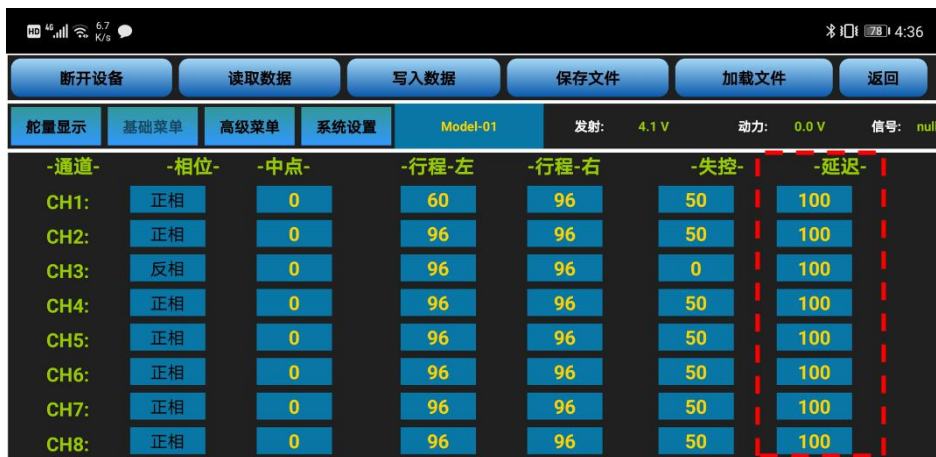 HD 4G 6.7 K/s 78 4:36
断开设备 读取数据 写入数据 保存文件 加载文件 返回
舵量显示 基础菜单 高级菜单 系统设置 Model-01 发射: 4.1 V 动力: 0.0 V 信号: null
-通道- -相位- -中点- -行程-左 -行程-右 -失控- -延迟-
CH1: 正相 0 60 96 50 100
CH2: 正相 0 96 96 50 100
CH3: 反相 0 96 96 0 100
CH4: 正相 0 96 96 50 100
CH5: 正相 0 96 96 50 100
CH6: 正相 0 96 96 50 100
CH7: 正相 0 96 96 50 100
CH8: 正相 0 96 96 50 100